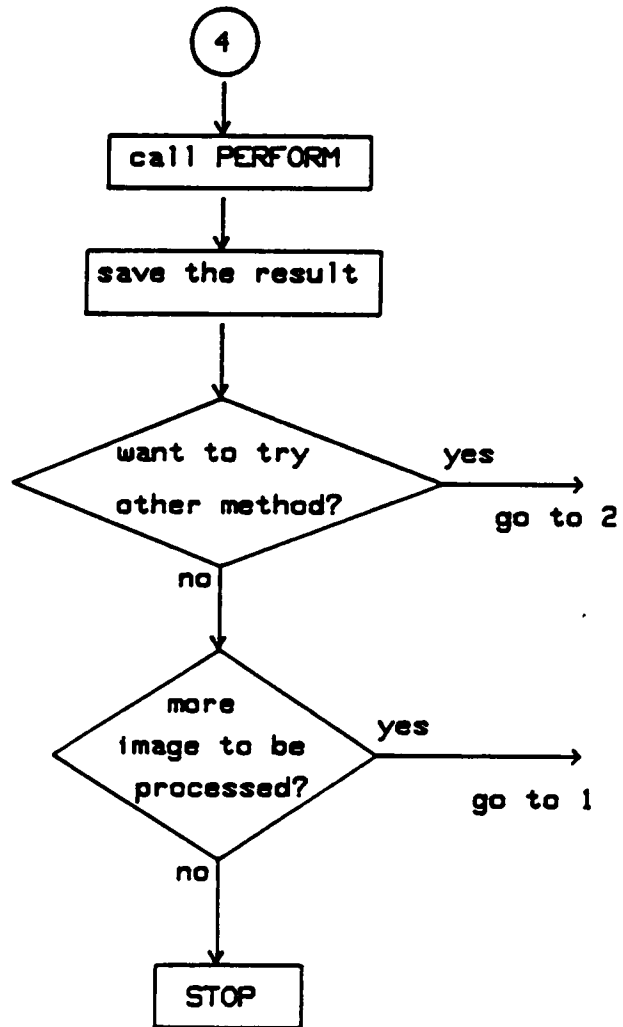 4
call PERFORM
save the result
want to try
other method?
yes
go to 2
no
more
image to be
processed?
yes
go to 1
no
STOP